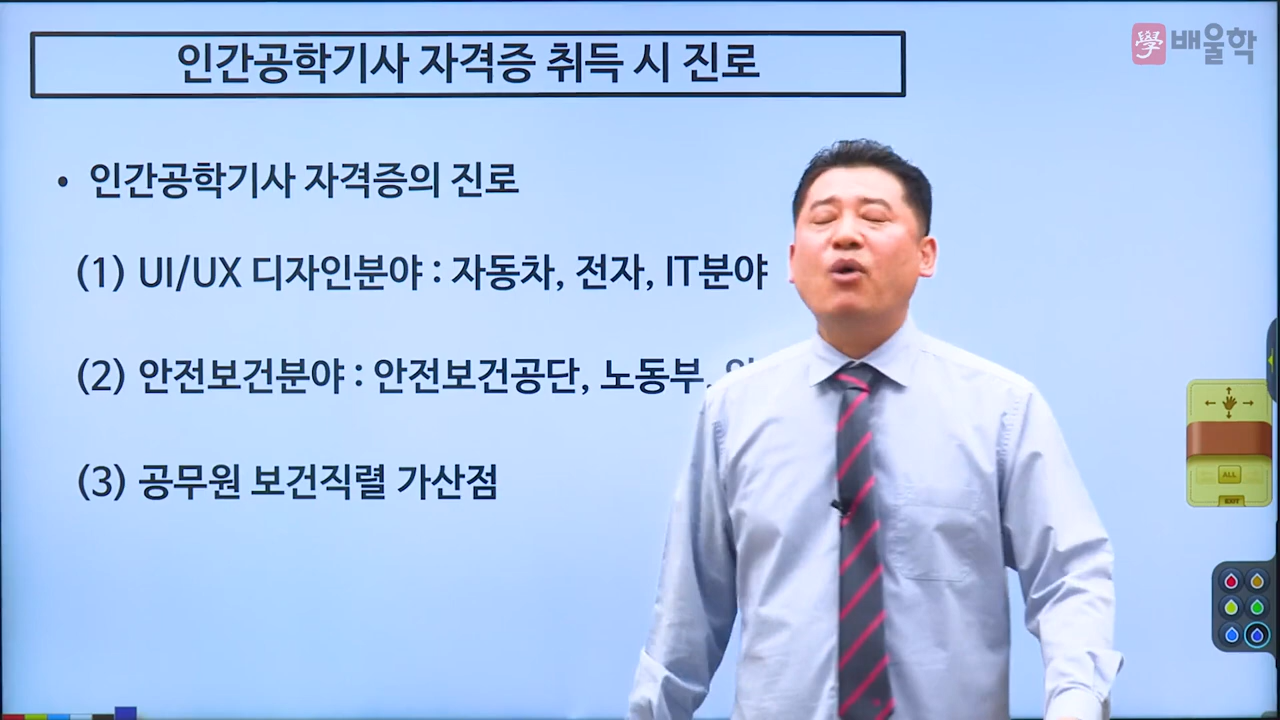 인간공학기사 자격증 취득 시 진로
學 배울학
• 인간공학기사 자격증의 진로
(1) UI/UX 디자인분야 : 자동차, 전자, IT분야
(2) 안전보건분야 : 안전보건공단, 노동부,
(3) 공무원 보건직렬 가산점
ALL
EXIT